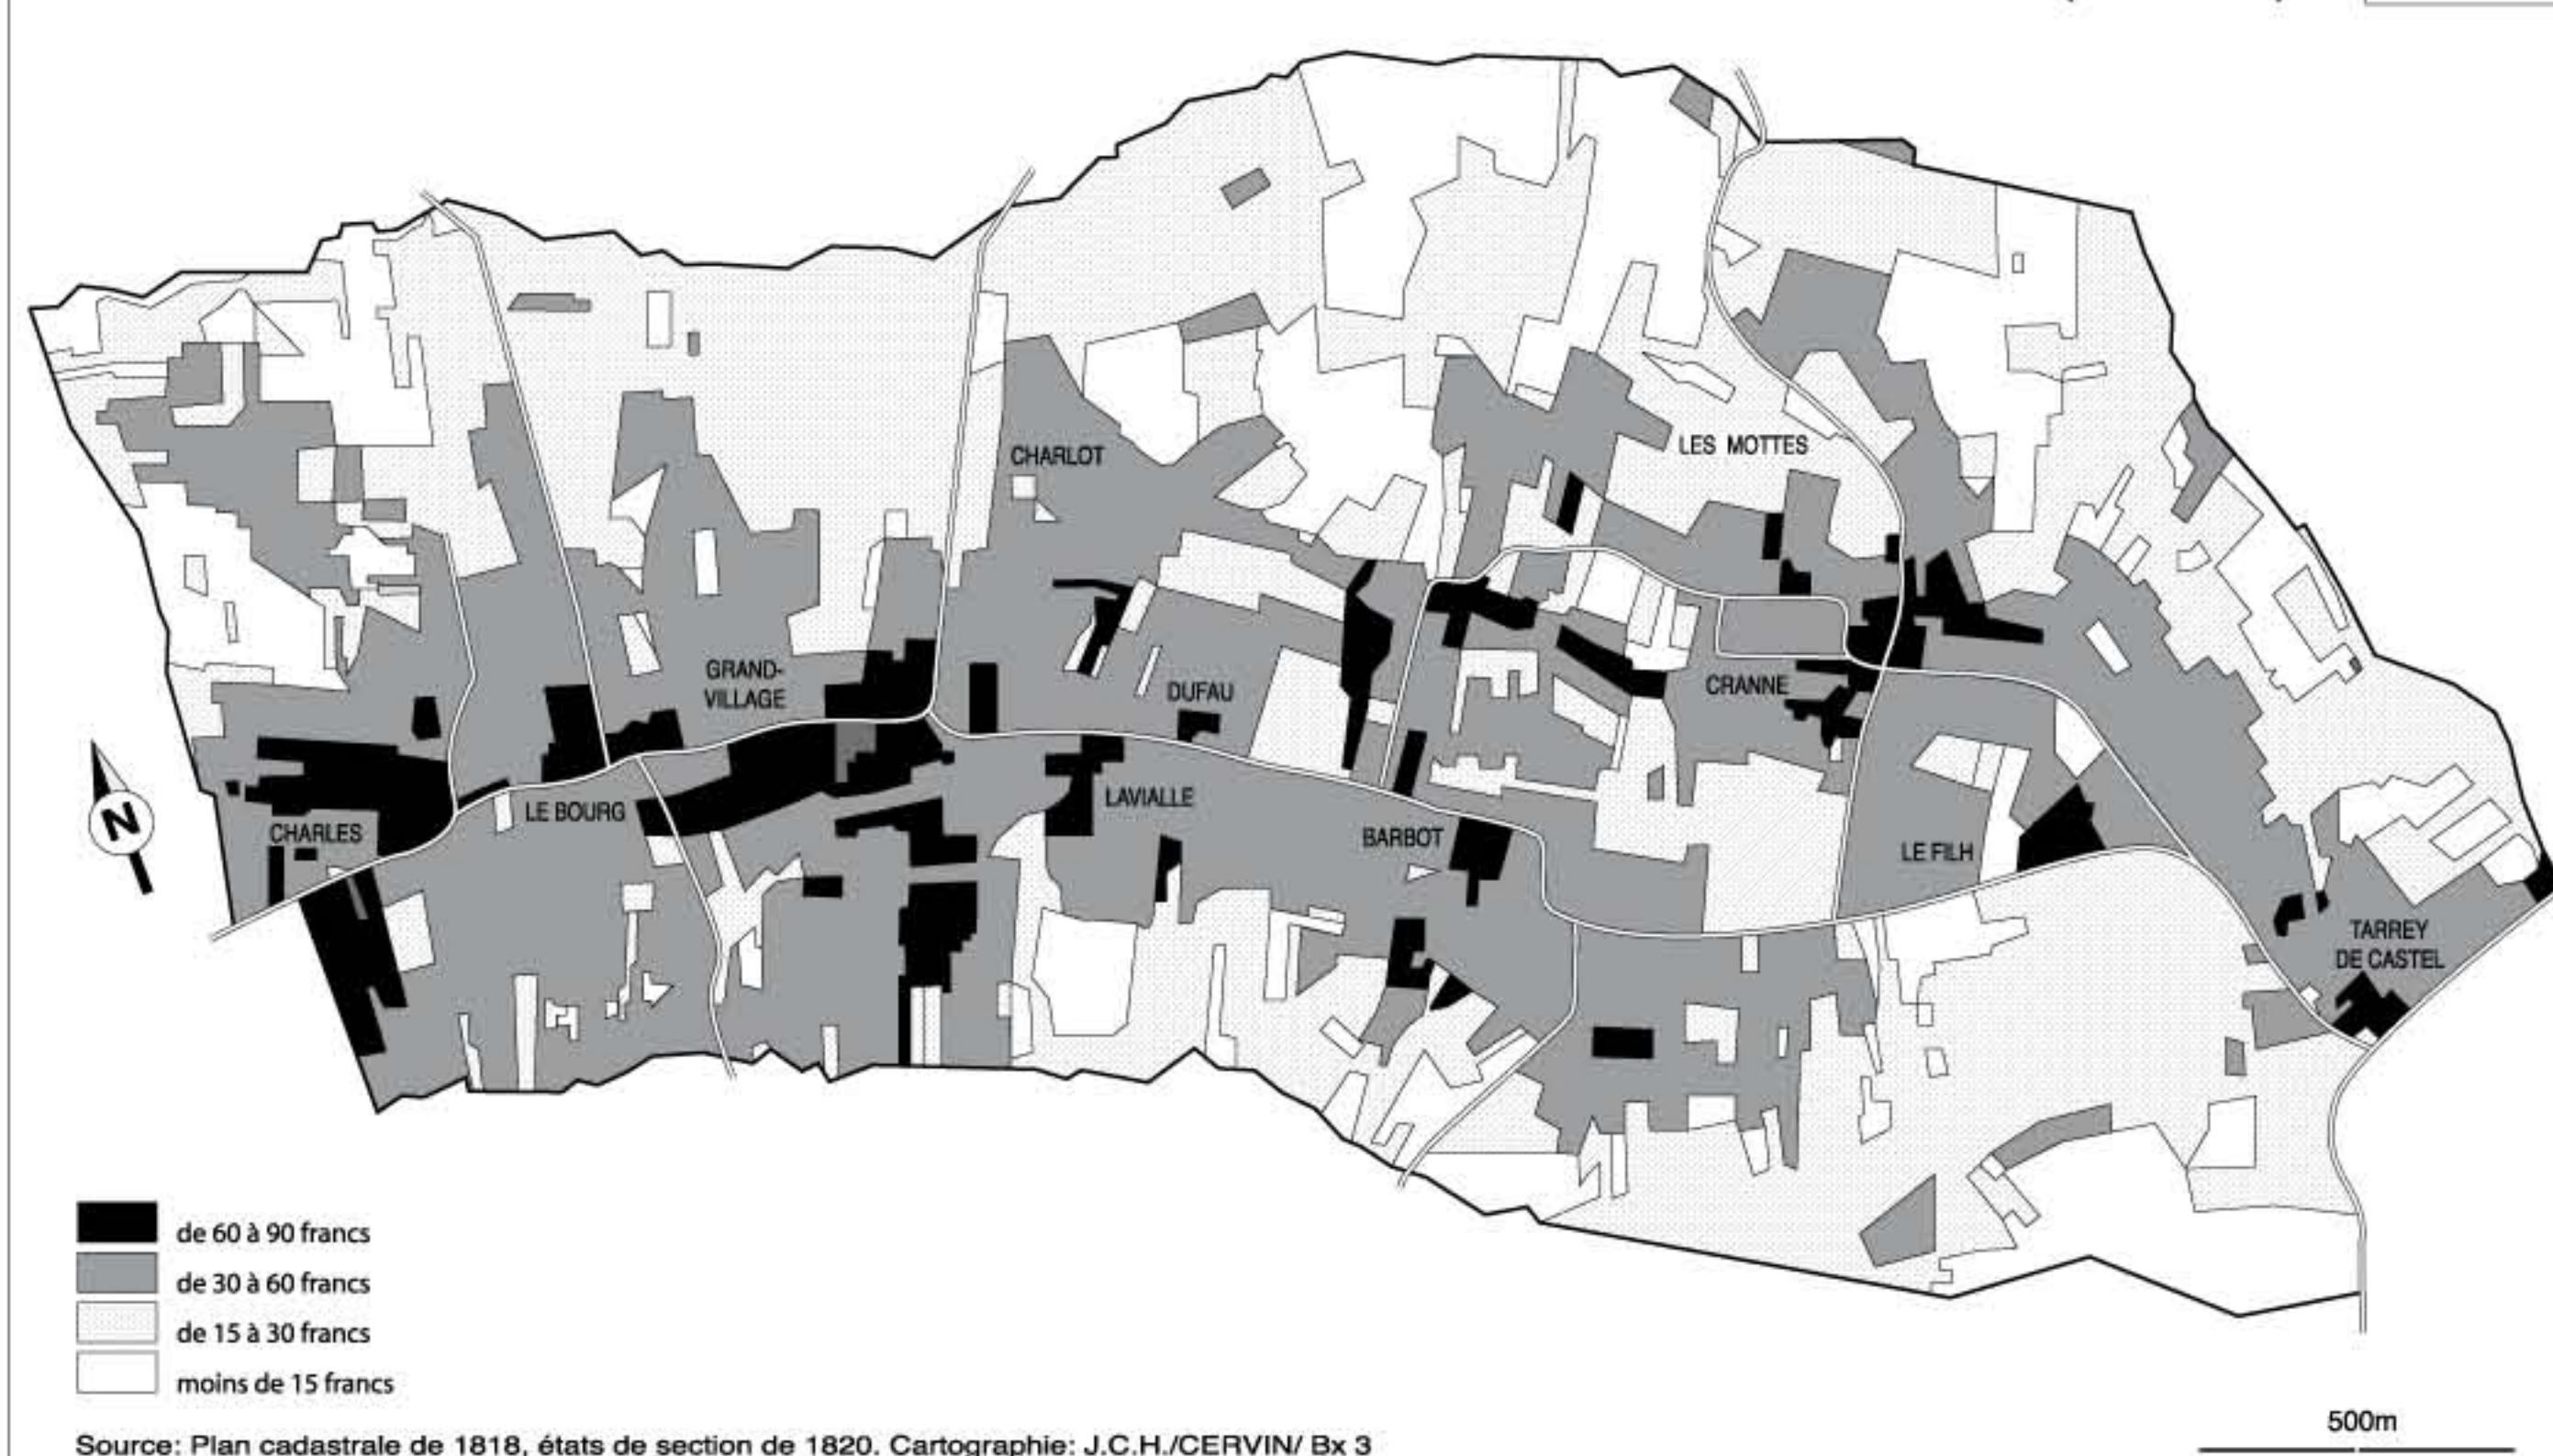 CHARLOT
LES MOTTES
GRAND-
VILLAGE
DUFAU
CRANNE
LE BOURG
LAVIALLE
CHARLES
BARBOT
LE FILH
TARREY
DE CASTEL
N
de 60 à 90 francs
de 30 à 60 francs
de 15 à 30 francs
moins de 15 francs
500m
Source: Plan cadastrale de 1818, états de section de 1820. Cartographie: J.C.H./CERVIN/ Bx 3